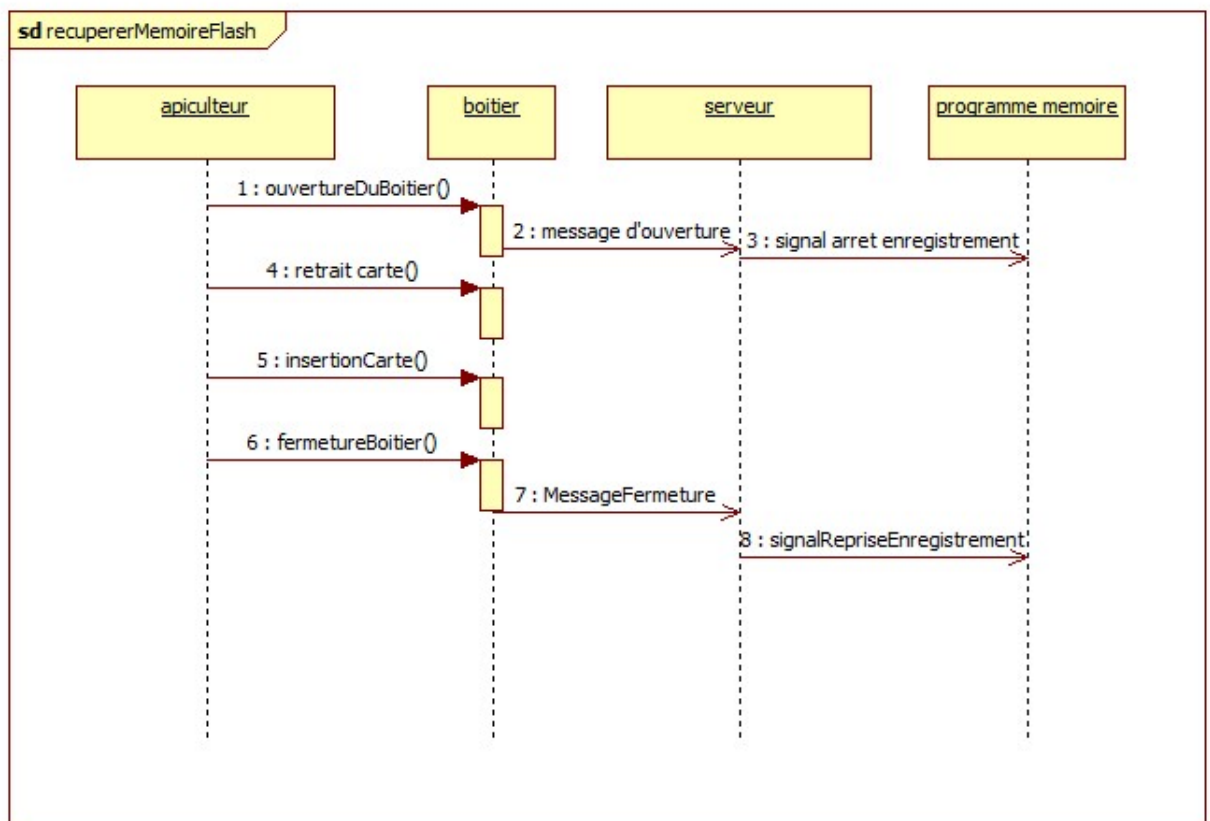 sd recupererMemoireFlash
apiculteur
boitier
serveur
programme memoire
1 : ouvertureDuBoitier()
2 : message d'ouverture
3 : signal arret enregistrement
4 : retrait carte()
5 : insertionCarte()
6 : fermetureBoitier()
7 : MessageFermeture
8 : signalRepriseEnregistrement